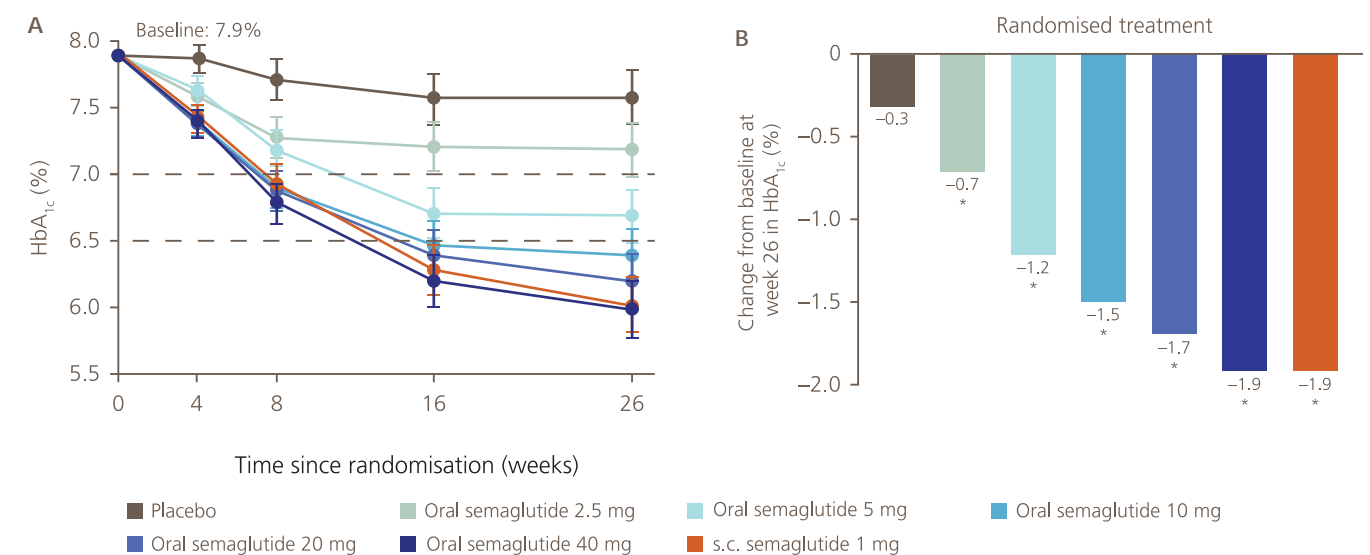 A
Baseline: 7.9%
8.0
7.5
7.0
6.5
6.0
5.5
HbA1c (%)
0
4
8
16
26
Time since randomisation (weeks)
B
Randomised treatment
0
–0.5
–1.0
–1.5
–2.0
Change from baseline at
week 26 in HbA1c (%)
–0.3
–0.7
*
–1.2
*
–1.5
*
–1.7
*
–1.9
*
–1.9
*
Placebo
Oral semaglutide 2.5 mg
Oral semaglutide 5 mg
Oral semaglutide 10 mg
Oral semaglutide 20 mg
Oral semaglutide 40 mg
s.c. semaglutide 1 mg